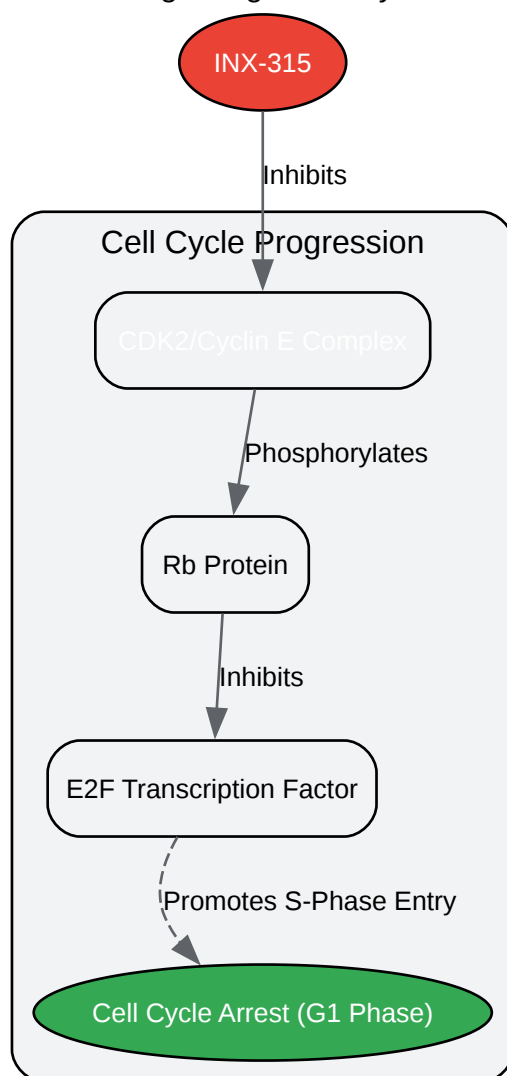 INX-315
Inhibits
Cell Cycle Progression
CDK2/Cyclin E Complex
Phosphorylates
Rb Protein
Inhibits
E2F Transcription Factor
Promotes S-Phase Entry
Cell Cycle Arrest (G1 Phase)